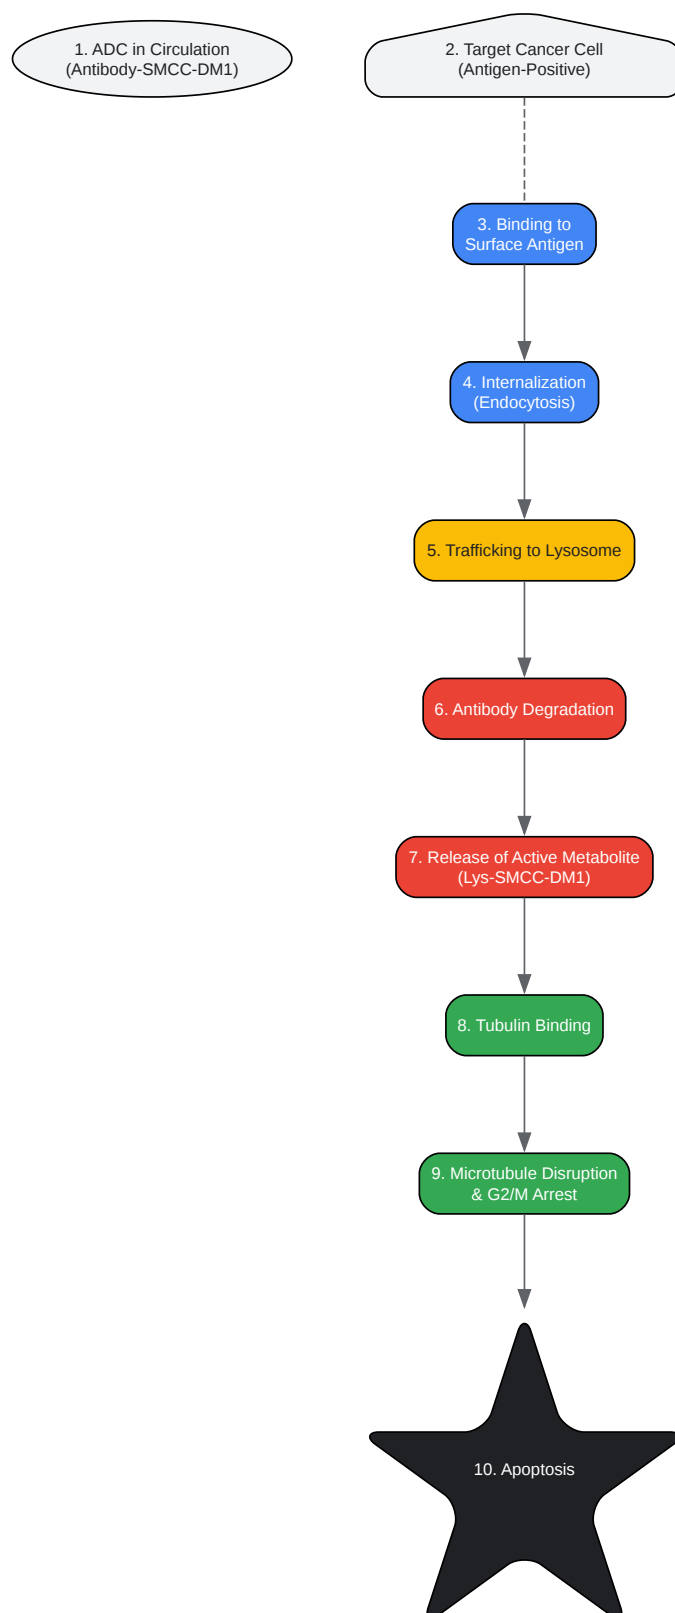 1. ADC in Circulation
(Antibody-SMCC-DM1)
2. Target Cancer Cell
(Antigen-Positive)
3. Binding to
Surface Antigen
4. Internalization
(Endocytosis)
5. Trafficking to Lysosome
6. Antibody Degradation
7. Release of Active Metabolite
(Lys-SMCC-DM1)
8. Tubulin Binding
9. Microtubule Disruption
& G2/M Arrest
10. Apoptosis